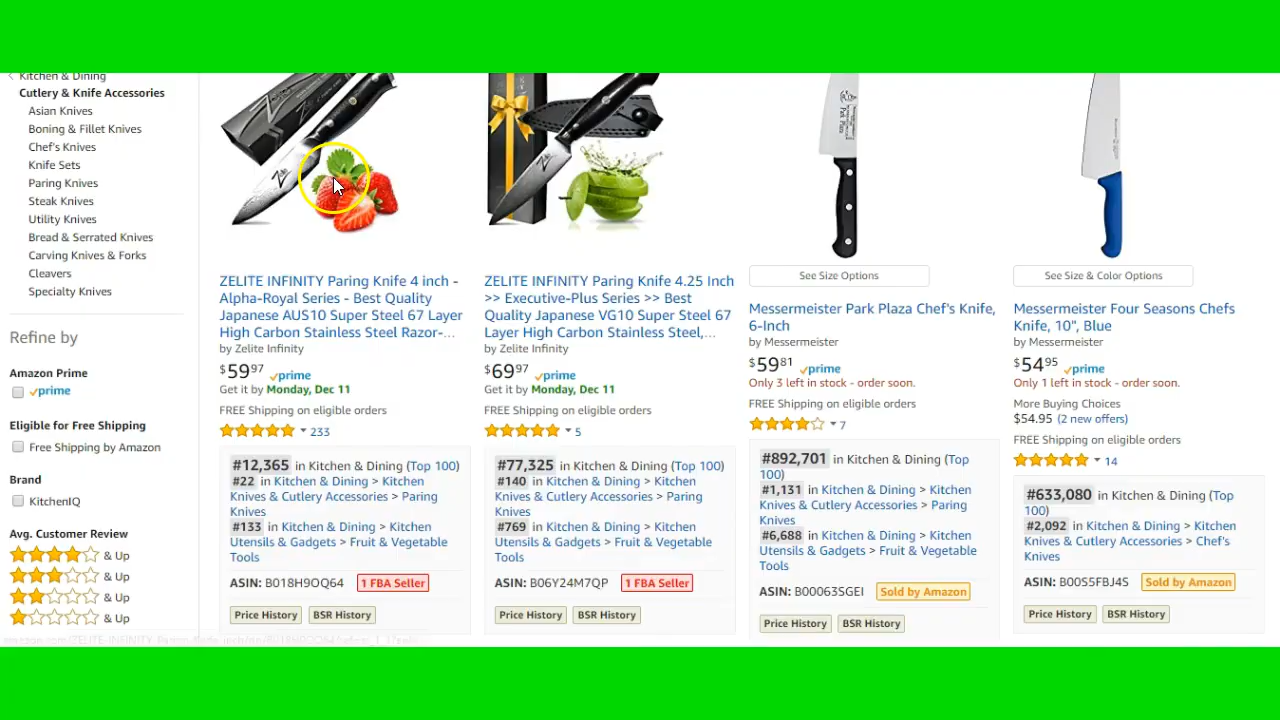 Kitchen & Dining
Cutlery & Knife Accessories
Asian Knives
Boning & Fillet Knives
Chef's Knives
Knife Sets
Paring Knives
Steak Knives
Utility Knives
Bread & Serrated Knives
Carving Knives & Forks
Cleavers
Specialty Knives
Refine by
Amazon Prime
prime
Eligible for Free Shipping
Free Shipping by Amazon
Brand
KitchenIQ
Avg. Customer Review
& Up
& Up
& Up
& Up
ZELITE INFINITY Paring Knife 4 inch -
Alpha-Royal Series - Best Quality
Japanese AUS10 Super Steel 67 Layer
High Carbon Stainless Steel Razor-...
by Zelite Infinity
$59.97 prime
Get it by Monday, Dec 11
FREE Shipping on eligible orders
233
#12,365 in Kitchen & Dining (Top 100)
#22 in Kitchen & Dining > Kitchen
Knives & Cutlery Accessories > Paring
Knives
#133 in Kitchen & Dining > Kitchen
Utensils & Gadgets > Fruit & Vegetable
Tools
ASIN: B018H9OQ64 1 FBA Seller
Price History BSR History
ZELITE INFINITY Paring Knife 4.25 Inch
>> Executive-Plus Series >> Best
Quality Japanese VG10 Super Steel 67
Layer High Carbon Stainless Steel,...
by Zelite Infinity
$69.97 prime
Get it by Monday, Dec 11
FREE Shipping on eligible orders
5
#77,325 in Kitchen & Dining (Top 100)
#140 in Kitchen & Dining > Kitchen
Knives & Cutlery Accessories > Paring
Knives
#769 in Kitchen & Dining > Kitchen
Utensils & Gadgets > Fruit & Vegetable
Tools
ASIN: B06Y24M7QP 1 FBA Seller
Price History BSR History
See Size Options
Messermeister Park Plaza Chef's Knife,
6-Inch
by Messermeister
$59.81 prime
Only 3 left in stock - order soon.
FREE Shipping on eligible orders
7
#892,701 in Kitchen & Dining (Top
100)
#1,131 in Kitchen & Dining > Kitchen
Knives & Cutlery Accessories > Paring
Knives
#6,688 in Kitchen & Dining > Kitchen
Utensils & Gadgets > Fruit & Vegetable
Tools
ASIN: B00063SGEI Sold by Amazon
Price History BSR History
See Size & Color Options
Messermeister Four Seasons Chefs
Knife, 10", Blue
by Messermeister
$54.95 prime
Only 1 left in stock - order soon.
More Buying Choices
$54.95 (2 new offers)
FREE Shipping on eligible orders
14
#633,080 in Kitchen & Dining (Top
100)
#2,092 in Kitchen & Dining > Kitchen
Knives & Cutlery Accessories > Chef's
Knives
ASIN: B00S5FBJ4S Sold by Amazon
Price History BSR History